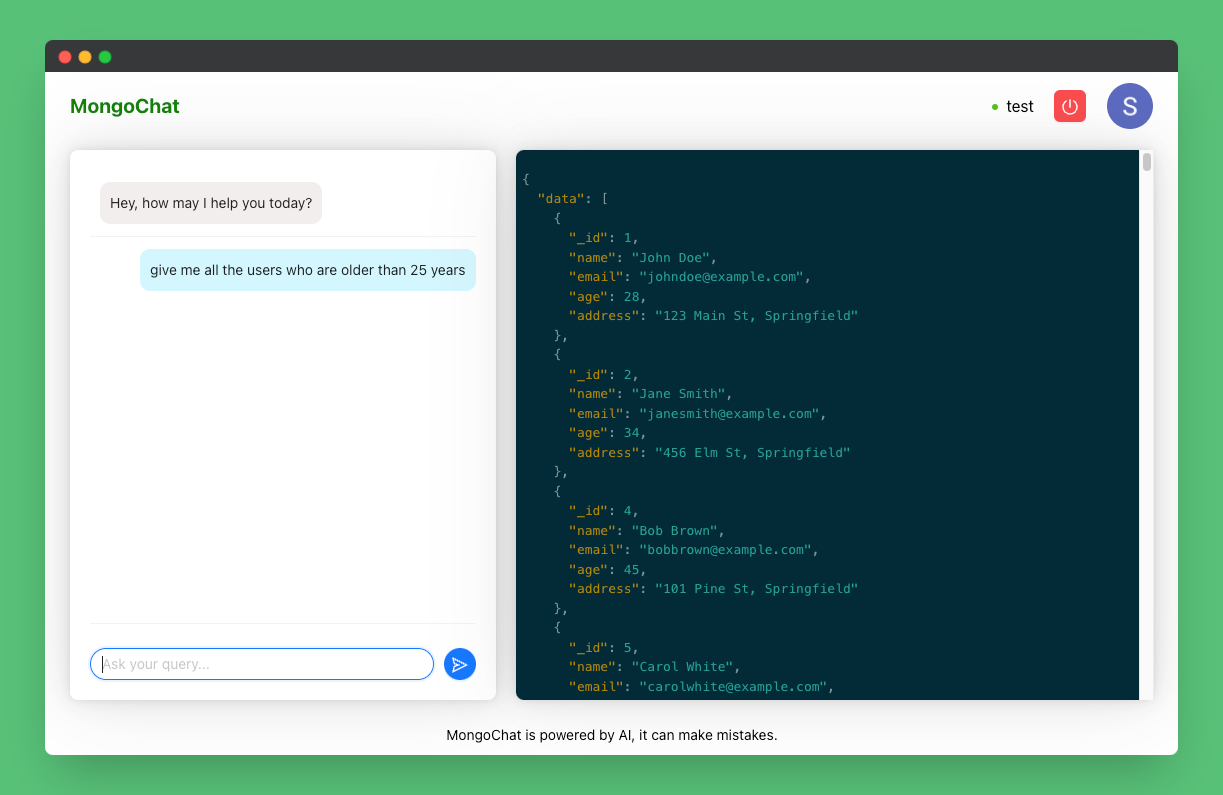 MongoChat
test
S
Hey, how may I help you today?
give me all the users who are older than 25 years
Ask your query...
{
  "data": [
    {
      "_id": 1,
      "name": "John Doe",
      "email": "johndoe@example.com",
      "age": 28,
      "address": "123 Main St, Springfield"
    },
    {
      "_id": 2,
      "name": "Jane Smith",
      "email": "janesmith@example.com",
      "age": 34,
      "address": "456 Elm St, Springfield"
    },
    {
      "_id": 4,
      "name": "Bob Brown",
      "email": "bobbrown@example.com",
      "age": 45,
      "address": "101 Pine St, Springfield"
    },
    {
      "_id": 5,
      "name": "Carol White",
      "email": "carolwhite@example.com",
MongoChat is powered by AI, it can make mistakes.